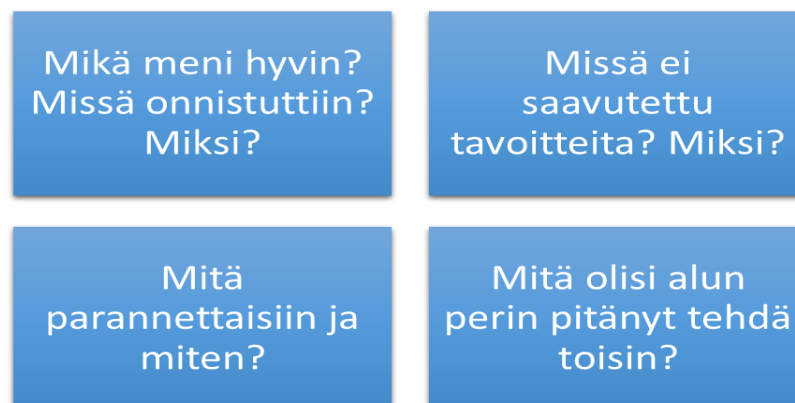 Mikä meni hyvin?
Missä onnistuttiin?
Miksi?
Missä ei
saavutettu
tavoitteita? Miksi?
Mitä
parannettaisiin ja
miten?
Mitä olisi alun
perin pitänyt tehdä
toisin?